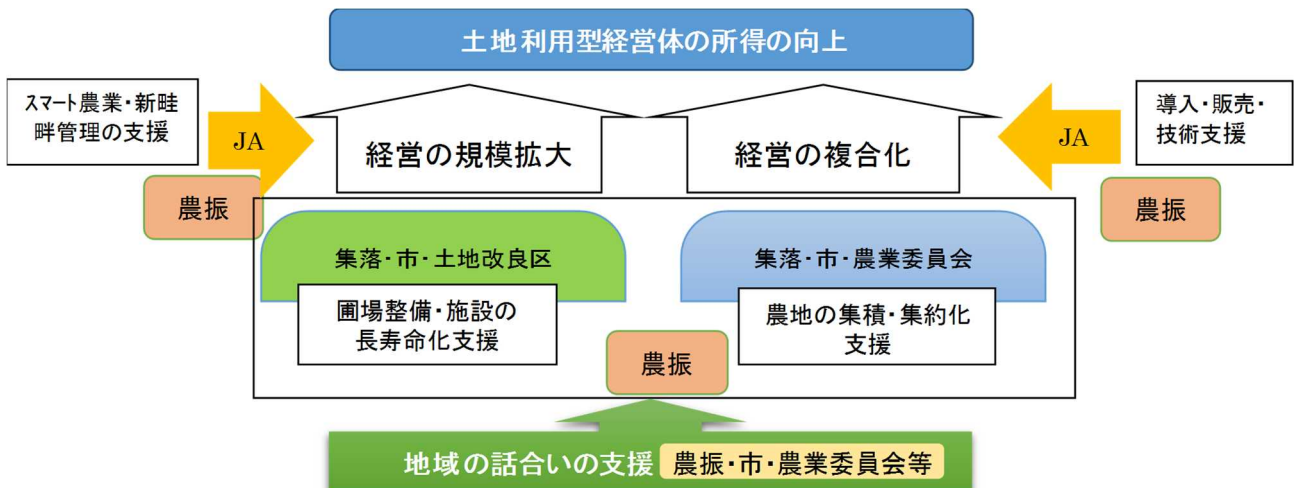 土地利用型経営体の所得の向上
スマート農業・新畦
畔管理の支援
JA
経営の規模拡大
経営の複合化
JA
導入・販売・
技術支援
農振
農振
集落・市・土地改良区
集落・市・農業委員会
圃場整備・施設の
長寿命化支援
農地の集積・集約化
支援
農振
地域の話合いの支援 農振・市・農業委員会等